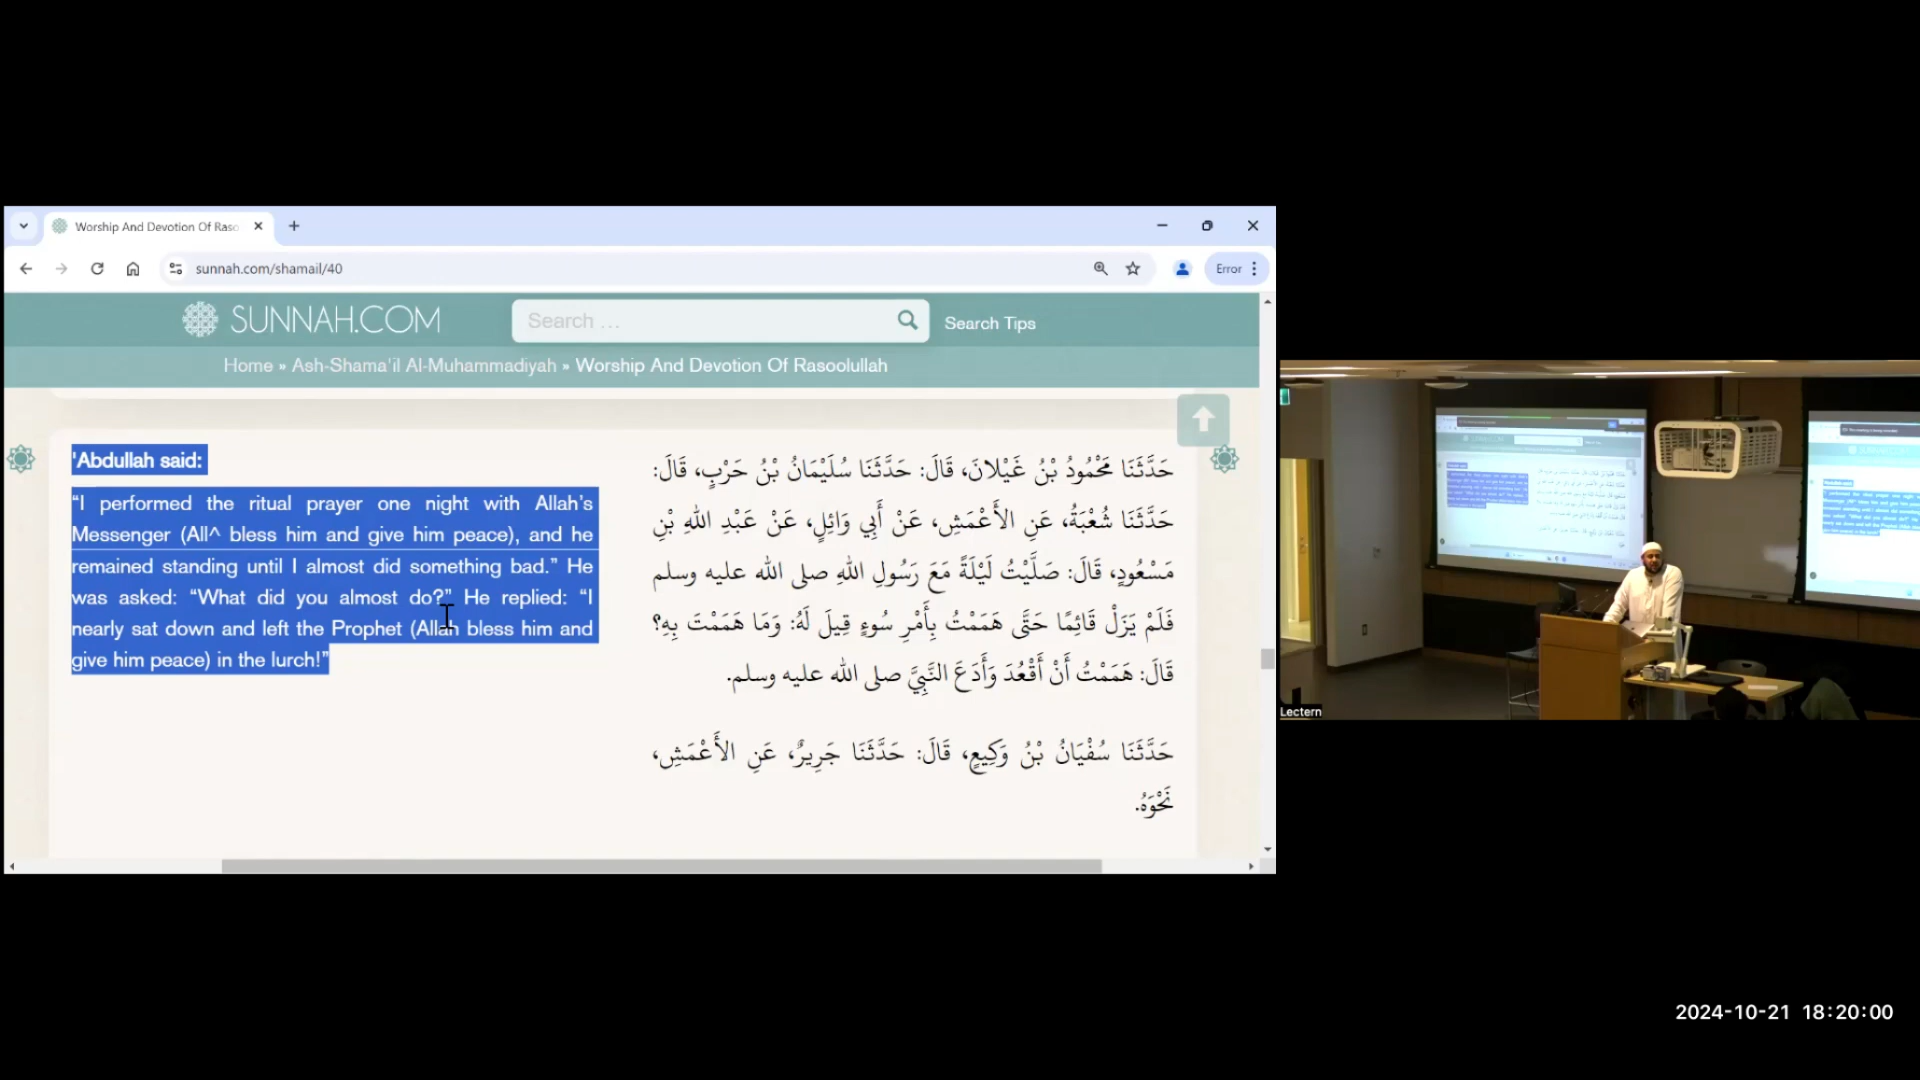 Worship And Devotion Of Raso
sunnah.com/shamail/40
Error
SUNNAH.COM
Search ...
Search Tips
Home » Ash-Shama'il Al-Muhammadiyah » Worship And Devotion Of Rasoolullah
'Abdullah said:
“I performed the ritual prayer one night with Allah’s
Messenger (All^ bless him and give him peace), and he
remained standing until I almost did something bad.” He
was asked: “What did you almost do?” He replied: “I
nearly sat down and left the Prophet (Allah bless him and
give him peace) in the lurch!”
حَدَّثَنَا مَحْمُودُ بْنُ غَيْلانَ، قَالَ‏:‏ حَدَّثَنَا سُلَيْمَانُ بْنُ حَرْبٍ، قَالَ‏:‏
حَدَّثَنَا شُعْبَةُ، عَنِ الأَعْمَشِ، عَنْ أَبِي وَائِلٍ، عَنْ عَبْدِ اللهِ بْنِ
مَسْعُودٍ، قَالَ‏:‏ صَلَّيْتُ لَيْلَةً مَعَ رَسُولِ اللهِ صلى الله عليه وسلم
فَلَمْ يَزَلْ قَائِمًا حَتَّى هَمَمْتُ بِأَمْرِ سُوءٍ قِيلَ لَهُ‏:‏ وَمَا هَمَمْتَ بِهِ‏؟‏
قَالَ‏:‏ هَمَمْتُ أَنْ أَقْعُدَ وَأَدَعَ النَّبِيَّ صلى الله عليه وسلم‏.‏
حَدَّثَنَا سُفْيَانُ بْنُ وَكِيعٍ، قَالَ‏:‏ حَدَّثَنَا جَرِيرٌ، عَنِ الأَعْمَشِ،
نَحْوَهُ‏.‏
Lectern
2024-10-21 18:20:00